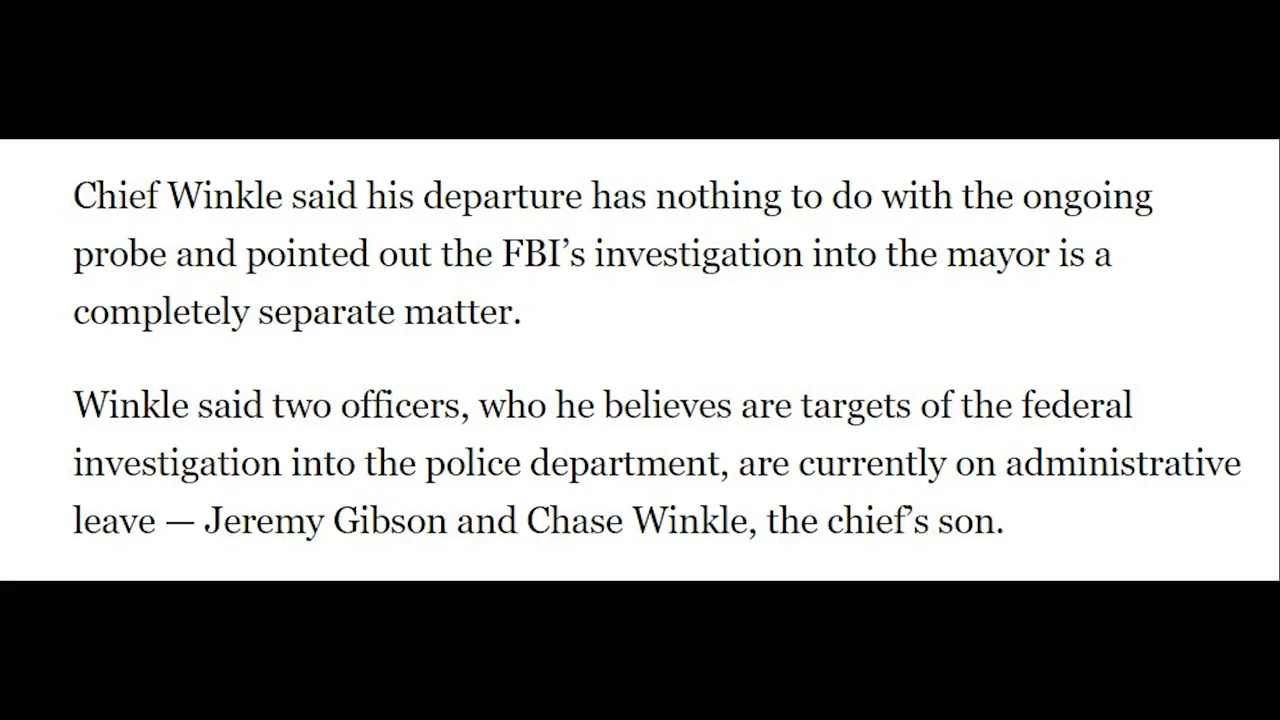 Chief Winkle said his departure has nothing to do with the ongoing
probe and pointed out the FBI’s investigation into the mayor is a
completely separate matter.
Winkle said two officers, who he believes are targets of the federal
investigation into the police department, are currently on administrative
leave — Jeremy Gibson and Chase Winkle, the chief’s son.